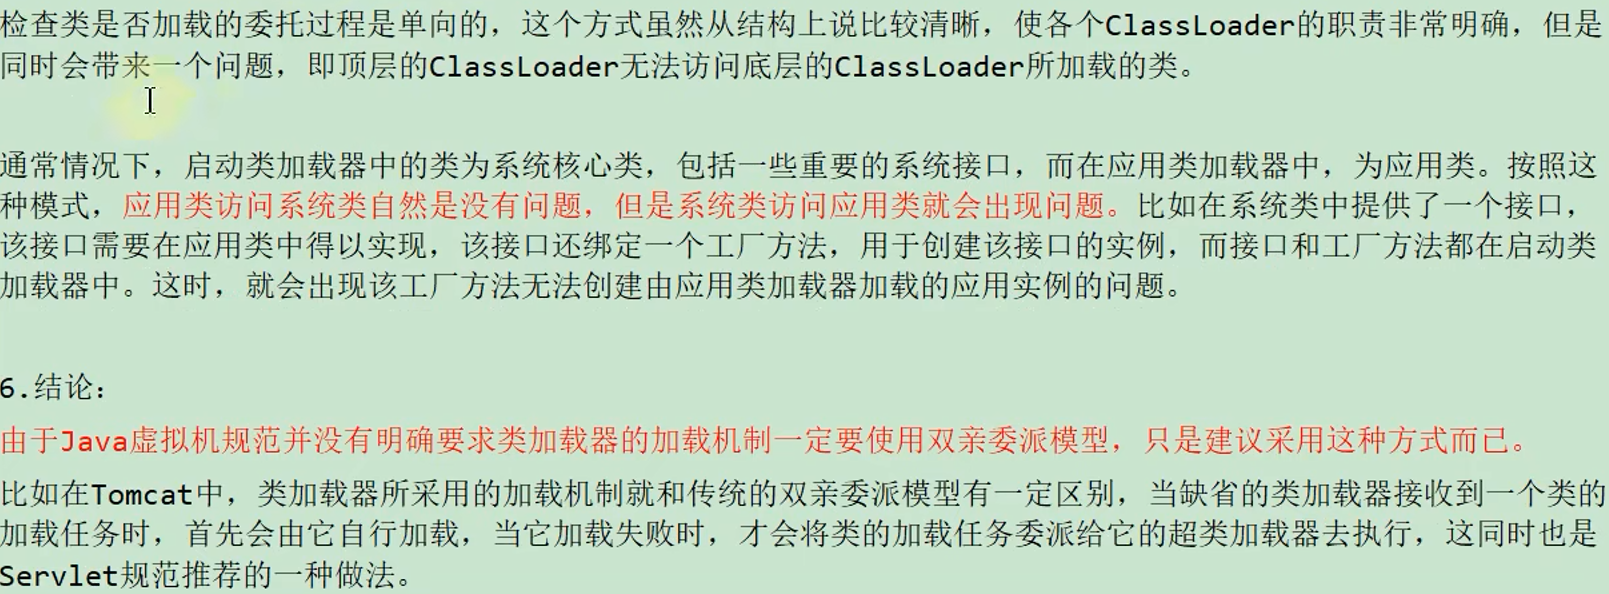 检查类是否加载的委托过程是单向的，这个方式虽然从结构上说比较清晰，使各个ClassLoader的职责非常明确，但是
同时会带来一个问题，即顶层的ClassLoader无法访问底层的ClassLoader所加载的类。
通常情况下，启动类加载器中的类为系统核心类，包括一些重要的系统接口，而在应用类加载器中，为应用类。按照这
种模式，应用类访问系统类自然是没有问题，但是系统类访问应用类就会出现问题。比如在系统类中提供了一个接口，
该接口需要在应用类中得以实现，该接口还绑定一个工厂方法，用于创建该接口的实例，而接口和工厂方法都在启动类
加载器中。这时，就会出现该工厂方法无法创建由应用类加载器加载的应用实例的问题。
6.结论：
由于Java虚拟机规范并没有明确要求类加载器的加载机制一定要使用双亲委派模型，只是建议采用这种方式而已。
比如在Tomcat中，类加载器所采用的加载机制就和传统的双亲委派模型有一定区别，当缺省的类加载器接收到一个类的
加载任务时，首先会由它自行加载，当它加载失败时，才会将类的加载任务委派给它的超类加载器去执行，这同时也是
Servlet规范推荐的一种做法。